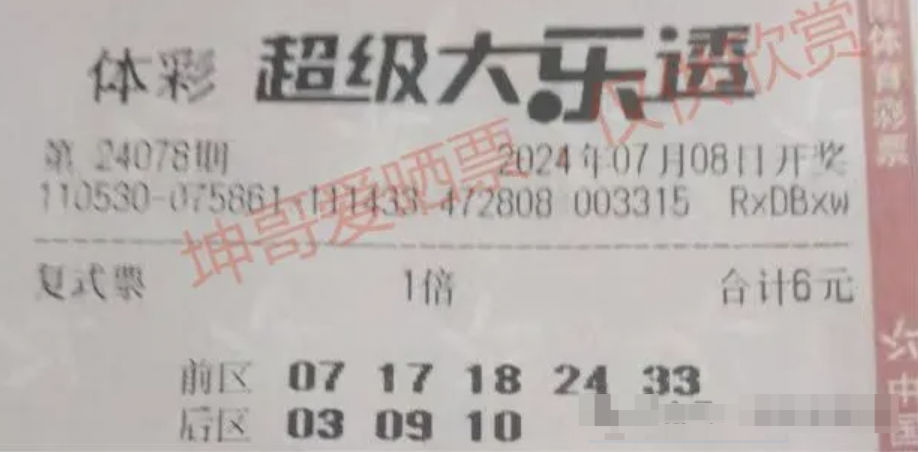 体彩 超级大乐透
第 24078期 2024年07月08日开奖
110530-075861-111433 472808 003315 RxDBxw
坤哥爱晒票 仅供欣赏
复式票 1倍 合计6元
前区 07 17 18 24 33
后区 03 09 10
体育彩票
中国